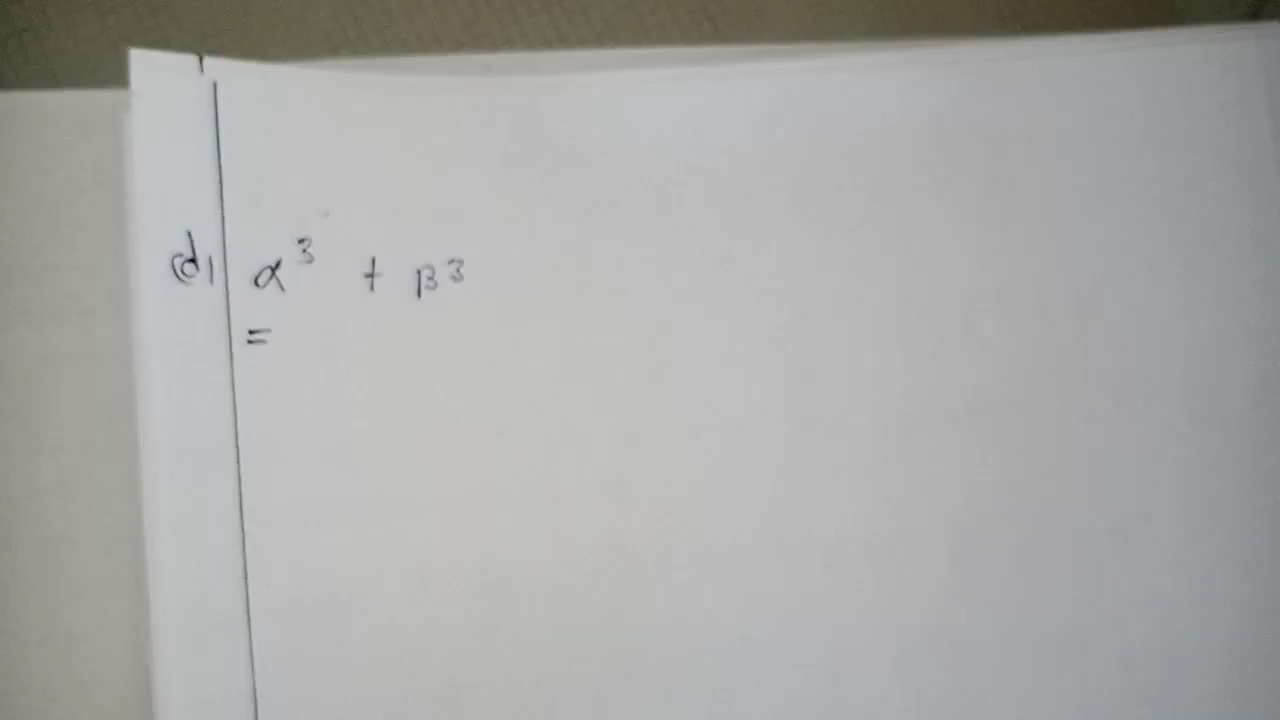 (d) α³ + β³
=